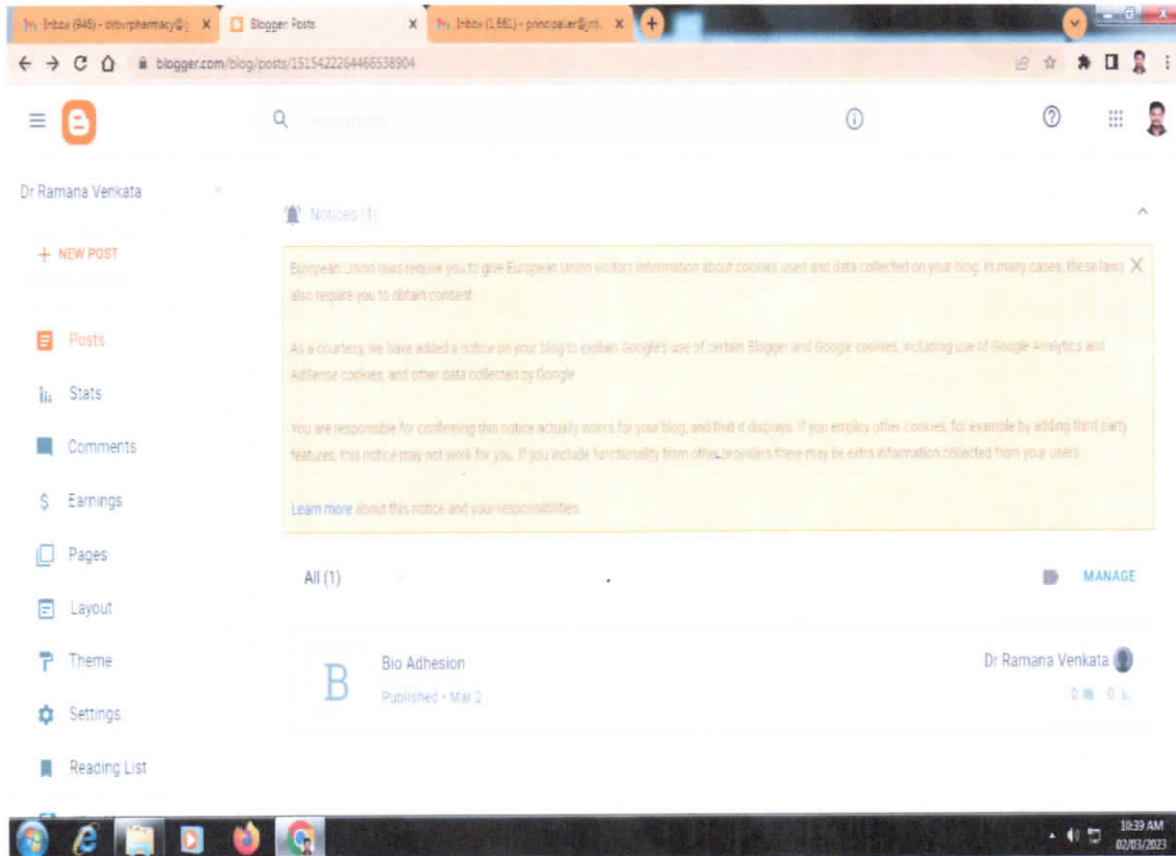 Inbox (946) - drbvrpharmacy@g
Blogger: Posts
Inbox (1,661) -
blogger.com/blog/posts/1515422264466538904
Dr Ramana Venkata
Notices (1)
+ NEW POST
European Union laws require you to give European Union visitors information about cookies used and data collected on your blog. In many cases, these laws
also require you to obtain consent.
As a courtesy, we have added a notice on your blog to explain Google's use of certain Blogger and Google cookies, including use of Google Analytics and
AdSense cookies, and other data collected by Google.
You are responsible for confirming this notice actually works for your blog, and that it displays. If you employ other cookies, for example by adding third party
features, this notice may not work for you. If you include functionality from other providers there may be extra information collected from your users.
Learn more about this notice and your responsibilities.
Posts
Stats
Comments
Earnings
Pages
Layout
Theme
Settings
Reading List
All (1)
MANAGE
B
Bio Adhesion
Published • Mar 2
Dr Ramana Venkata
0 0
10:39 AM
02/03/2023